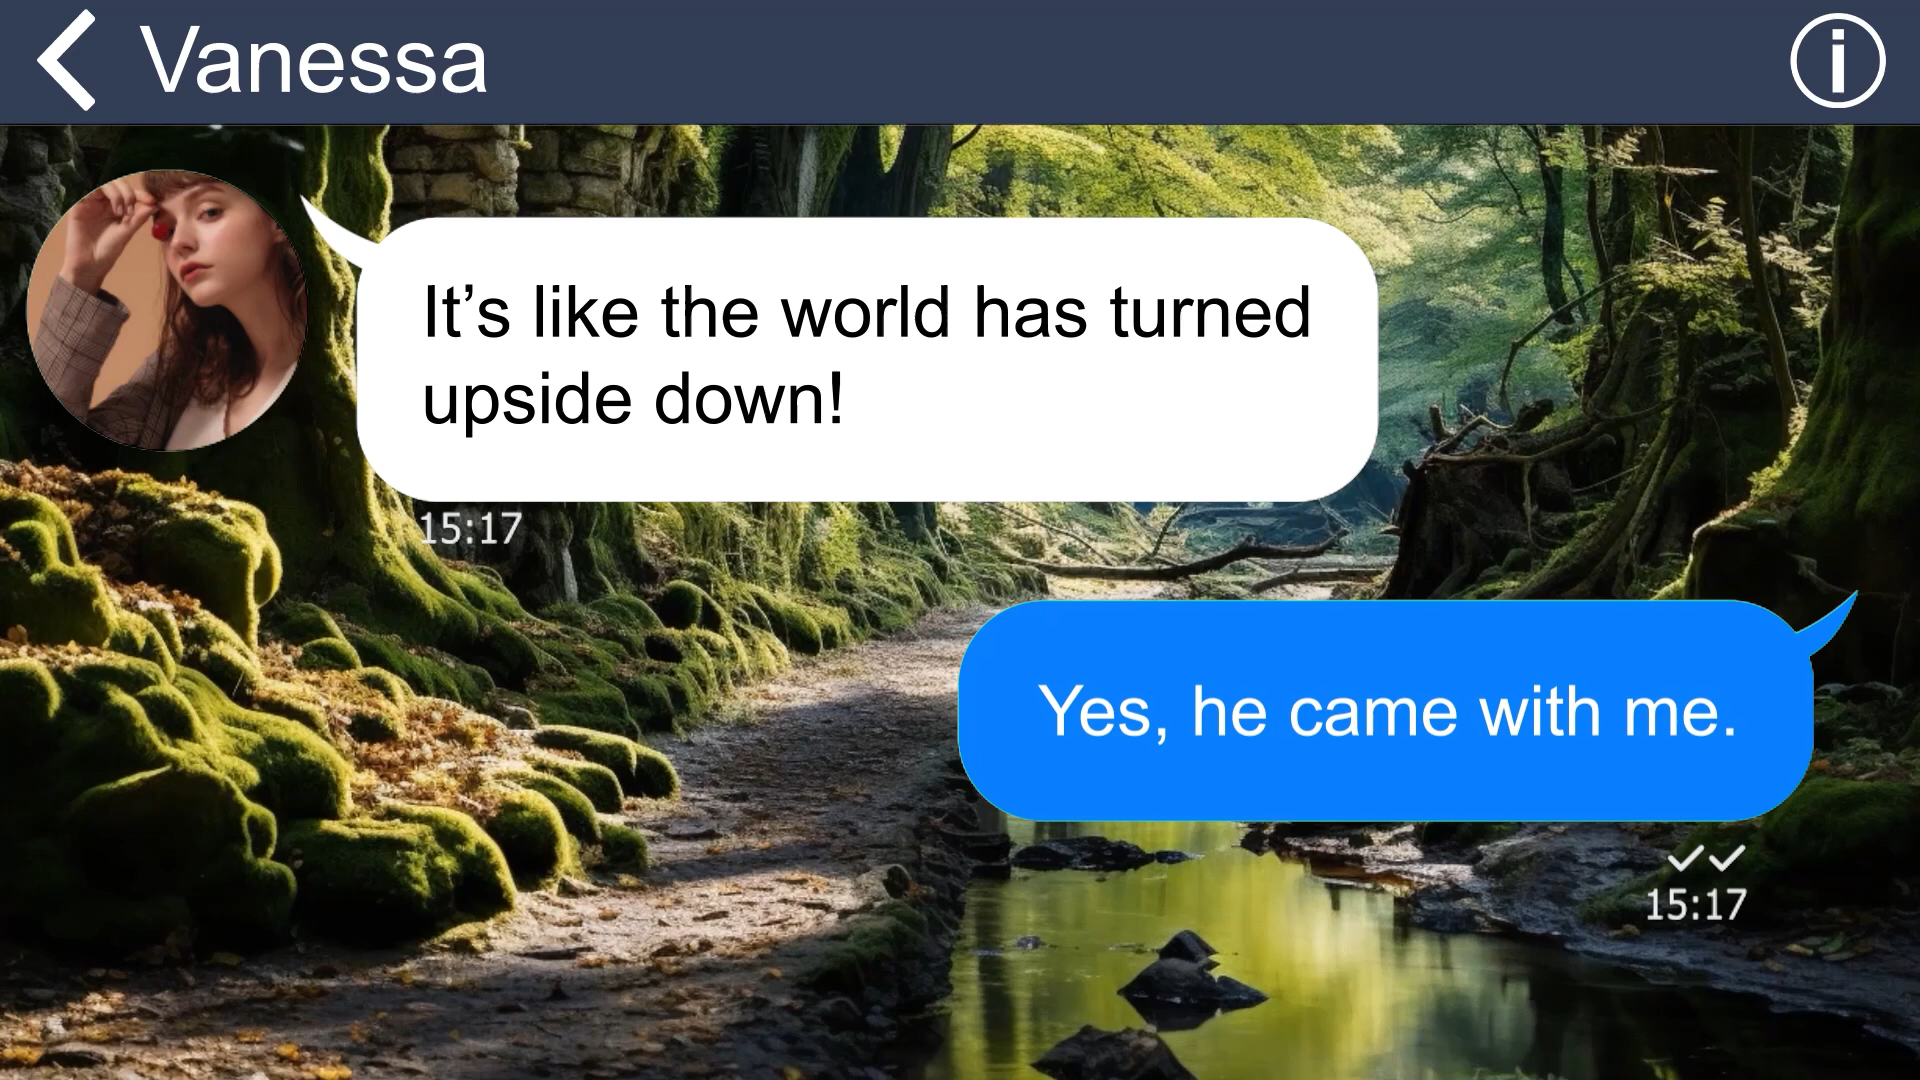 Vanessa
It’s like the world has turned
upside down!
15:17
Yes, he came with me.
15:17